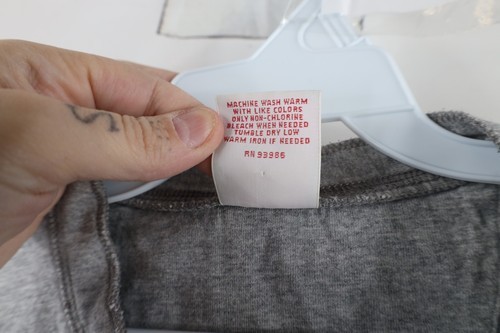 MACHINE WASH WARM
WITH LIKE COLORS
ONLY NON-CHLORINE
BLEACH WHEN NEEDED
TUMBLE DRY LOW
WARM IRON IF NEEDED
RN 93986